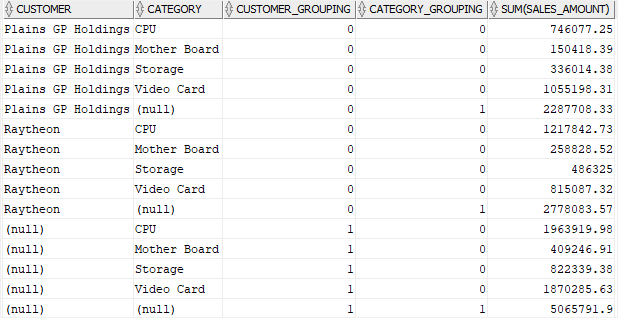 CUSTOMER CATEGORY CUSTOMER_GROUPING CATEGORY_GROUPING SUM(SALES_AMOUNT)
Plains GP Holdings CPU 0 0 746077.25
Plains GP Holdings Mother Board 0 0 150418.39
Plains GP Holdings Storage 0 0 336014.38
Plains GP Holdings Video Card 0 0 1055198.31
Plains GP Holdings (null) 0 1 2287708.33
Raytheon CPU 0 0 1217842.73
Raytheon Mother Board 0 0 258828.52
Raytheon Storage 0 0 486325
Raytheon Video Card 0 0 815087.32
Raytheon (null) 0 1 2778083.57
(null) CPU 1 0 1963919.98
(null) Mother Board 1 0 409246.91
(null) Storage 1 0 822339.38
(null) Video Card 1 0 1870285.63
(null) (null) 1 1 5065791.9